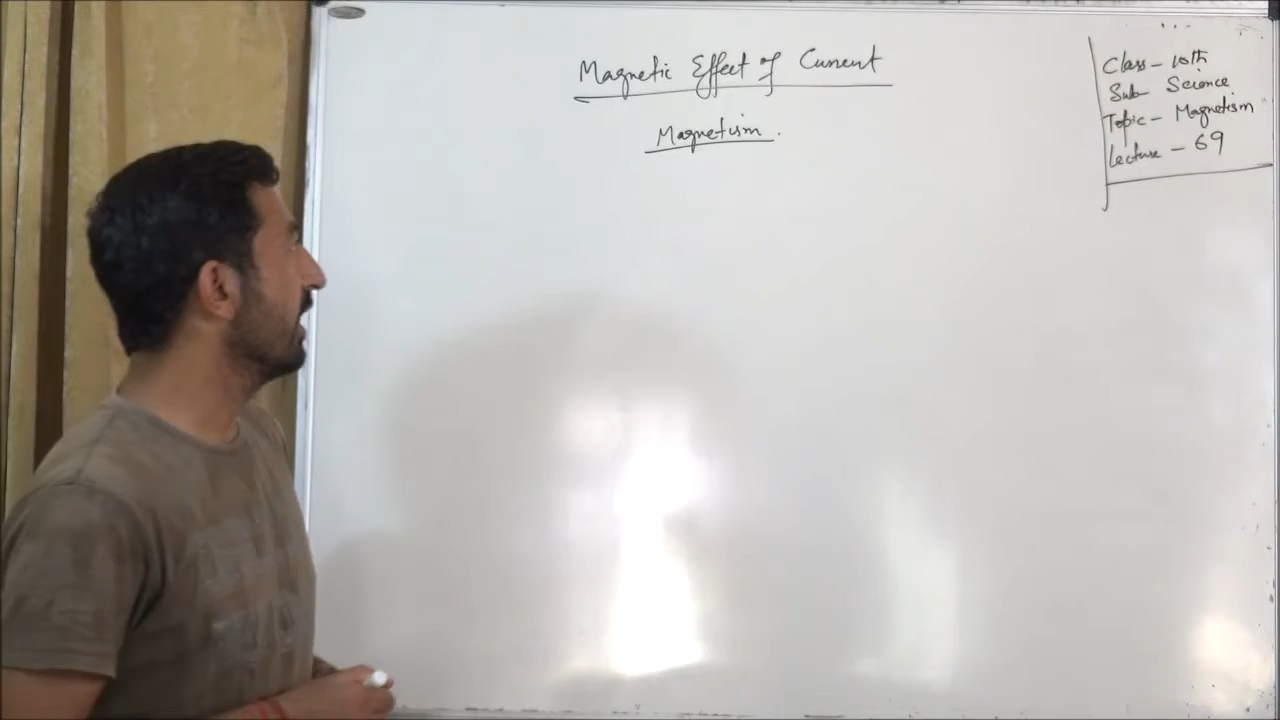 Magnetic Effect of Current
Magnetism.
Class - 10th
Sub Science
Topic - Magnetism
Lecture - 69